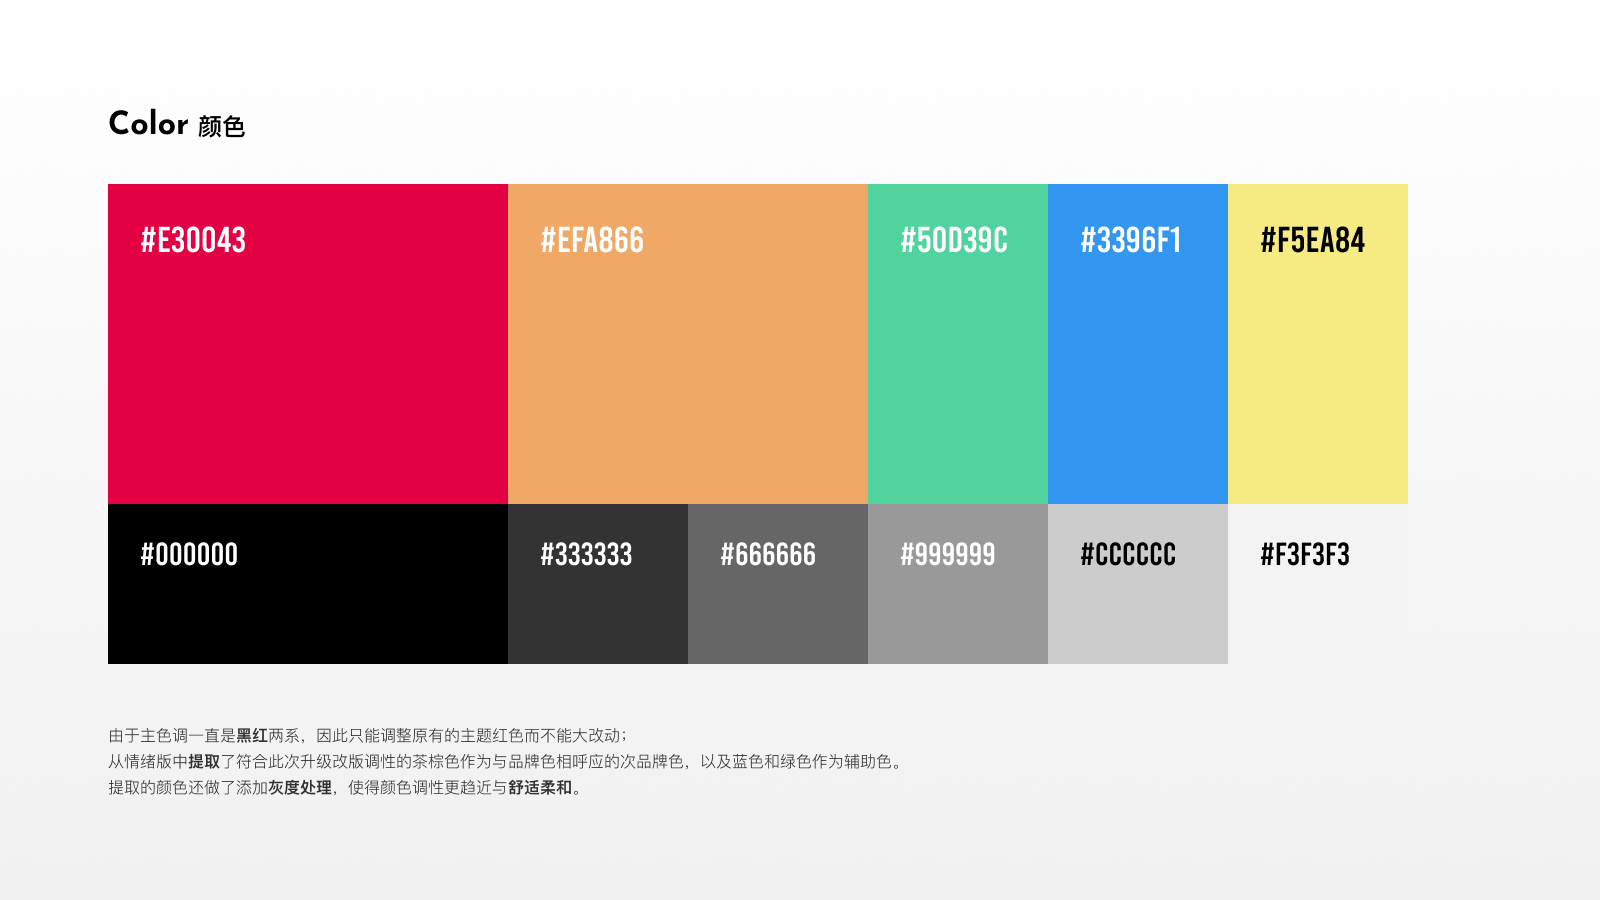 Color 颜色
#E30043 #EFA866 #50D39C #3396F1 #F5EA84
#000000 #333333 #666666 #999999 #CCCCCC #F3F3F3
由于主色调一直是黑红两系，因此只能调整原有的主题红色而不能大改动；
从情绪版中提取了符合此次升级改版调性的茶棕色作为与品牌色相呼应的次品牌色，以及蓝色和绿色作为辅助色。
提取的颜色还做了添加灰度处理，使得颜色调性更趋近与舒适柔和。